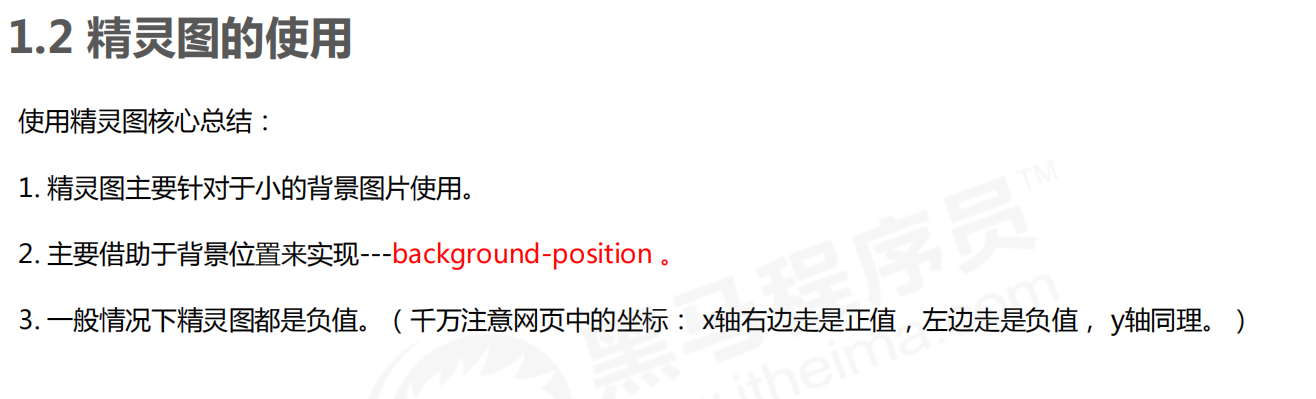 1.2 精灵图的使用
使用精灵图核心总结：
1. 精灵图主要针对于小的背景图片使用。
2. 主要借助于背景位置来实现---background-position 。
3. 一般情况下精灵图都是负值。（千万注意网页中的坐标： x轴右边走是正值，左边走是负值， y轴同理。）
黑马程序员™
www.itheima.com